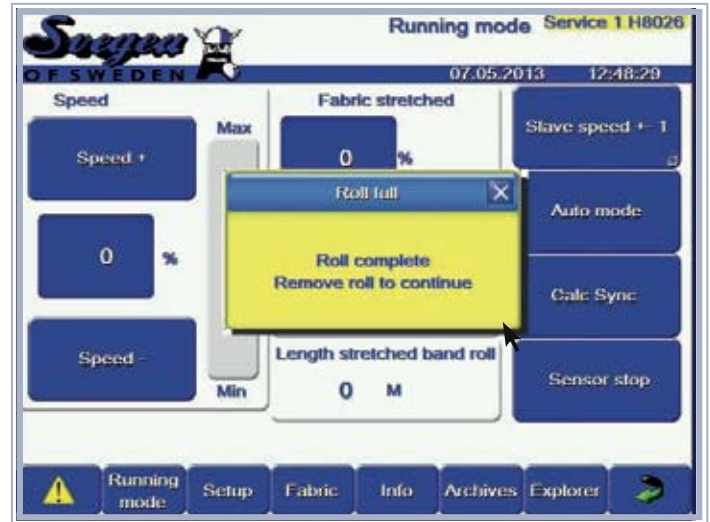 Svegea
OF SWEDEN
Running mode
Service 1 H8026
07.05.2013 12:48:29
Speed
Speed +
0 %
Speed -
Max
Min
Fabric stretched
0 %
Roll full
Roll complete
Remove roll to continue
Length stretched band roll
0 M
Slave speed +- 1
Auto mode
Calc Sync
Sensor stop
Running
mode
Setup
Fabric
Info
Archives
Explorer